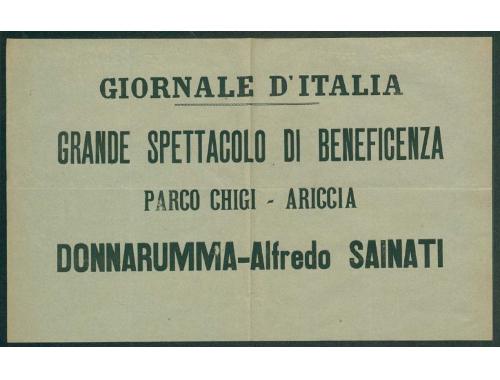 GIORNALE D'ITALIA
GRANDE SPETTACOLO DI BENEFICENZA
PARCO CHIGI - ARICCIA
DONNARUMMA-Alfredo SAINATI